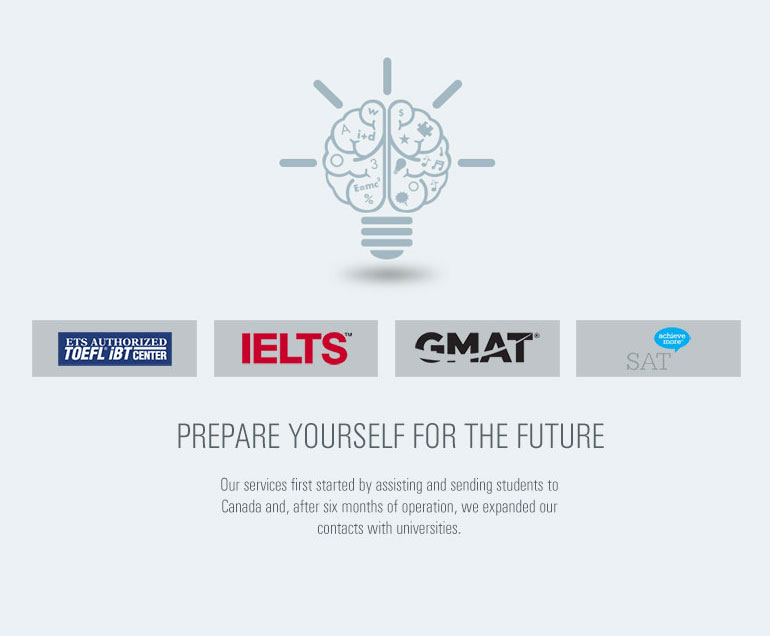 W
$
A
i+d
3
E=mc²
%
ETS AUTHORIZED
TOEFL® iBT CENTER
IELTS™
GMAT®
achieve
more™
SAT
PREPARE YOURSELF FOR THE FUTURE
Our services first started by assisting and sending students to
Canada and, after six months of operation, we expanded our
contacts with universities.